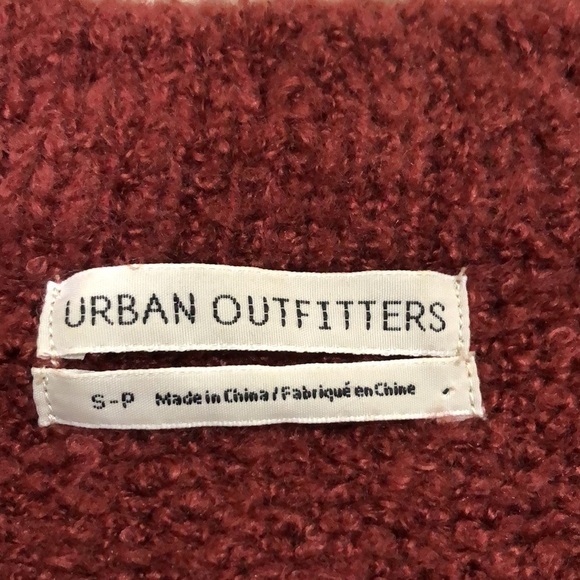 URBAN OUTFITTERS
S-P Made in China / Fabriqué en Chine